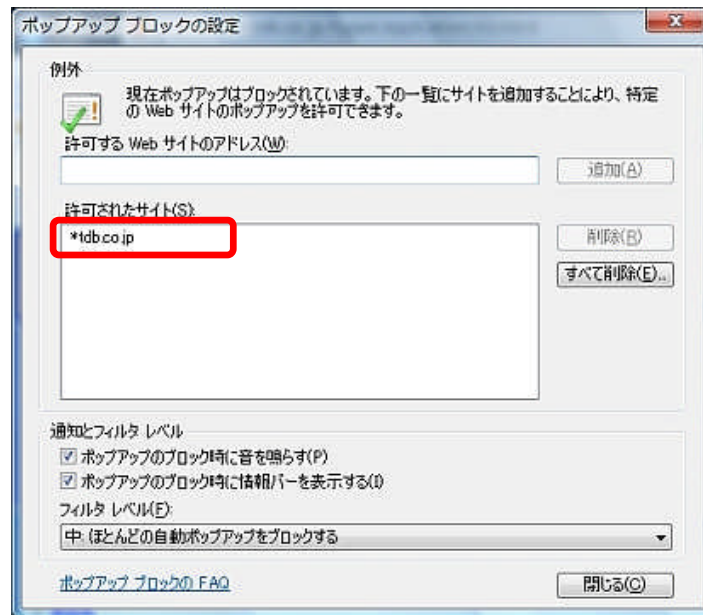 ポップアップ ブロックの設定
例外
現在ポップアップはブロックされています。下の一覧にサイトを追加することにより、特定
の Web サイトのポップアップを許可できます。
許可する Web サイトのアドレス(W):
追加(A)
許可されたサイト(S):
*tdb.co.jp
削除(R)
すべて削除(E)...
通知とフィルタ レベル
ポップアップのブロック時に音を鳴らす(P)
ポップアップのブロック時に情報バーを表示する(I)
フィルタ レベル(F):
中: ほとんどの自動ポップアップをブロックする
ポップアップ ブロックの FAQ
閉じる(C)